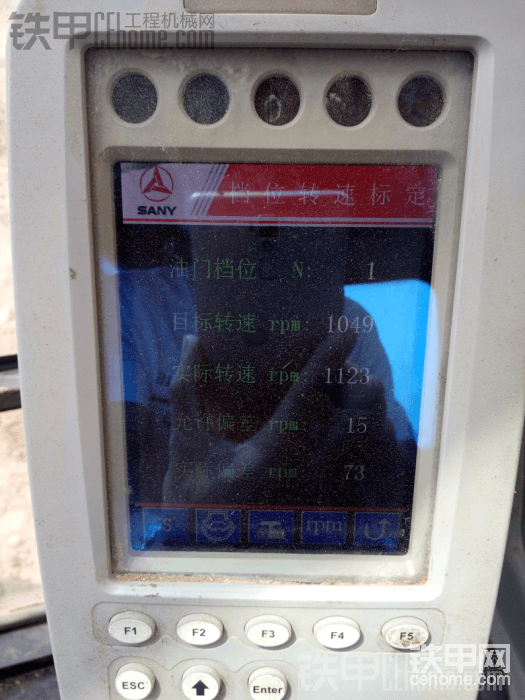 铁甲工程机械网
cehome.com
SANY 档位转速标定
油门档位 N: 1
目标转速 rpm: 1049
实际转速 rpm: 1123
允许偏差 rpm: 15
实际偏差 rpm: 73
S rpm
F1 F2 F3 F4 F5
ESC Enter
铁甲网
cehome.com